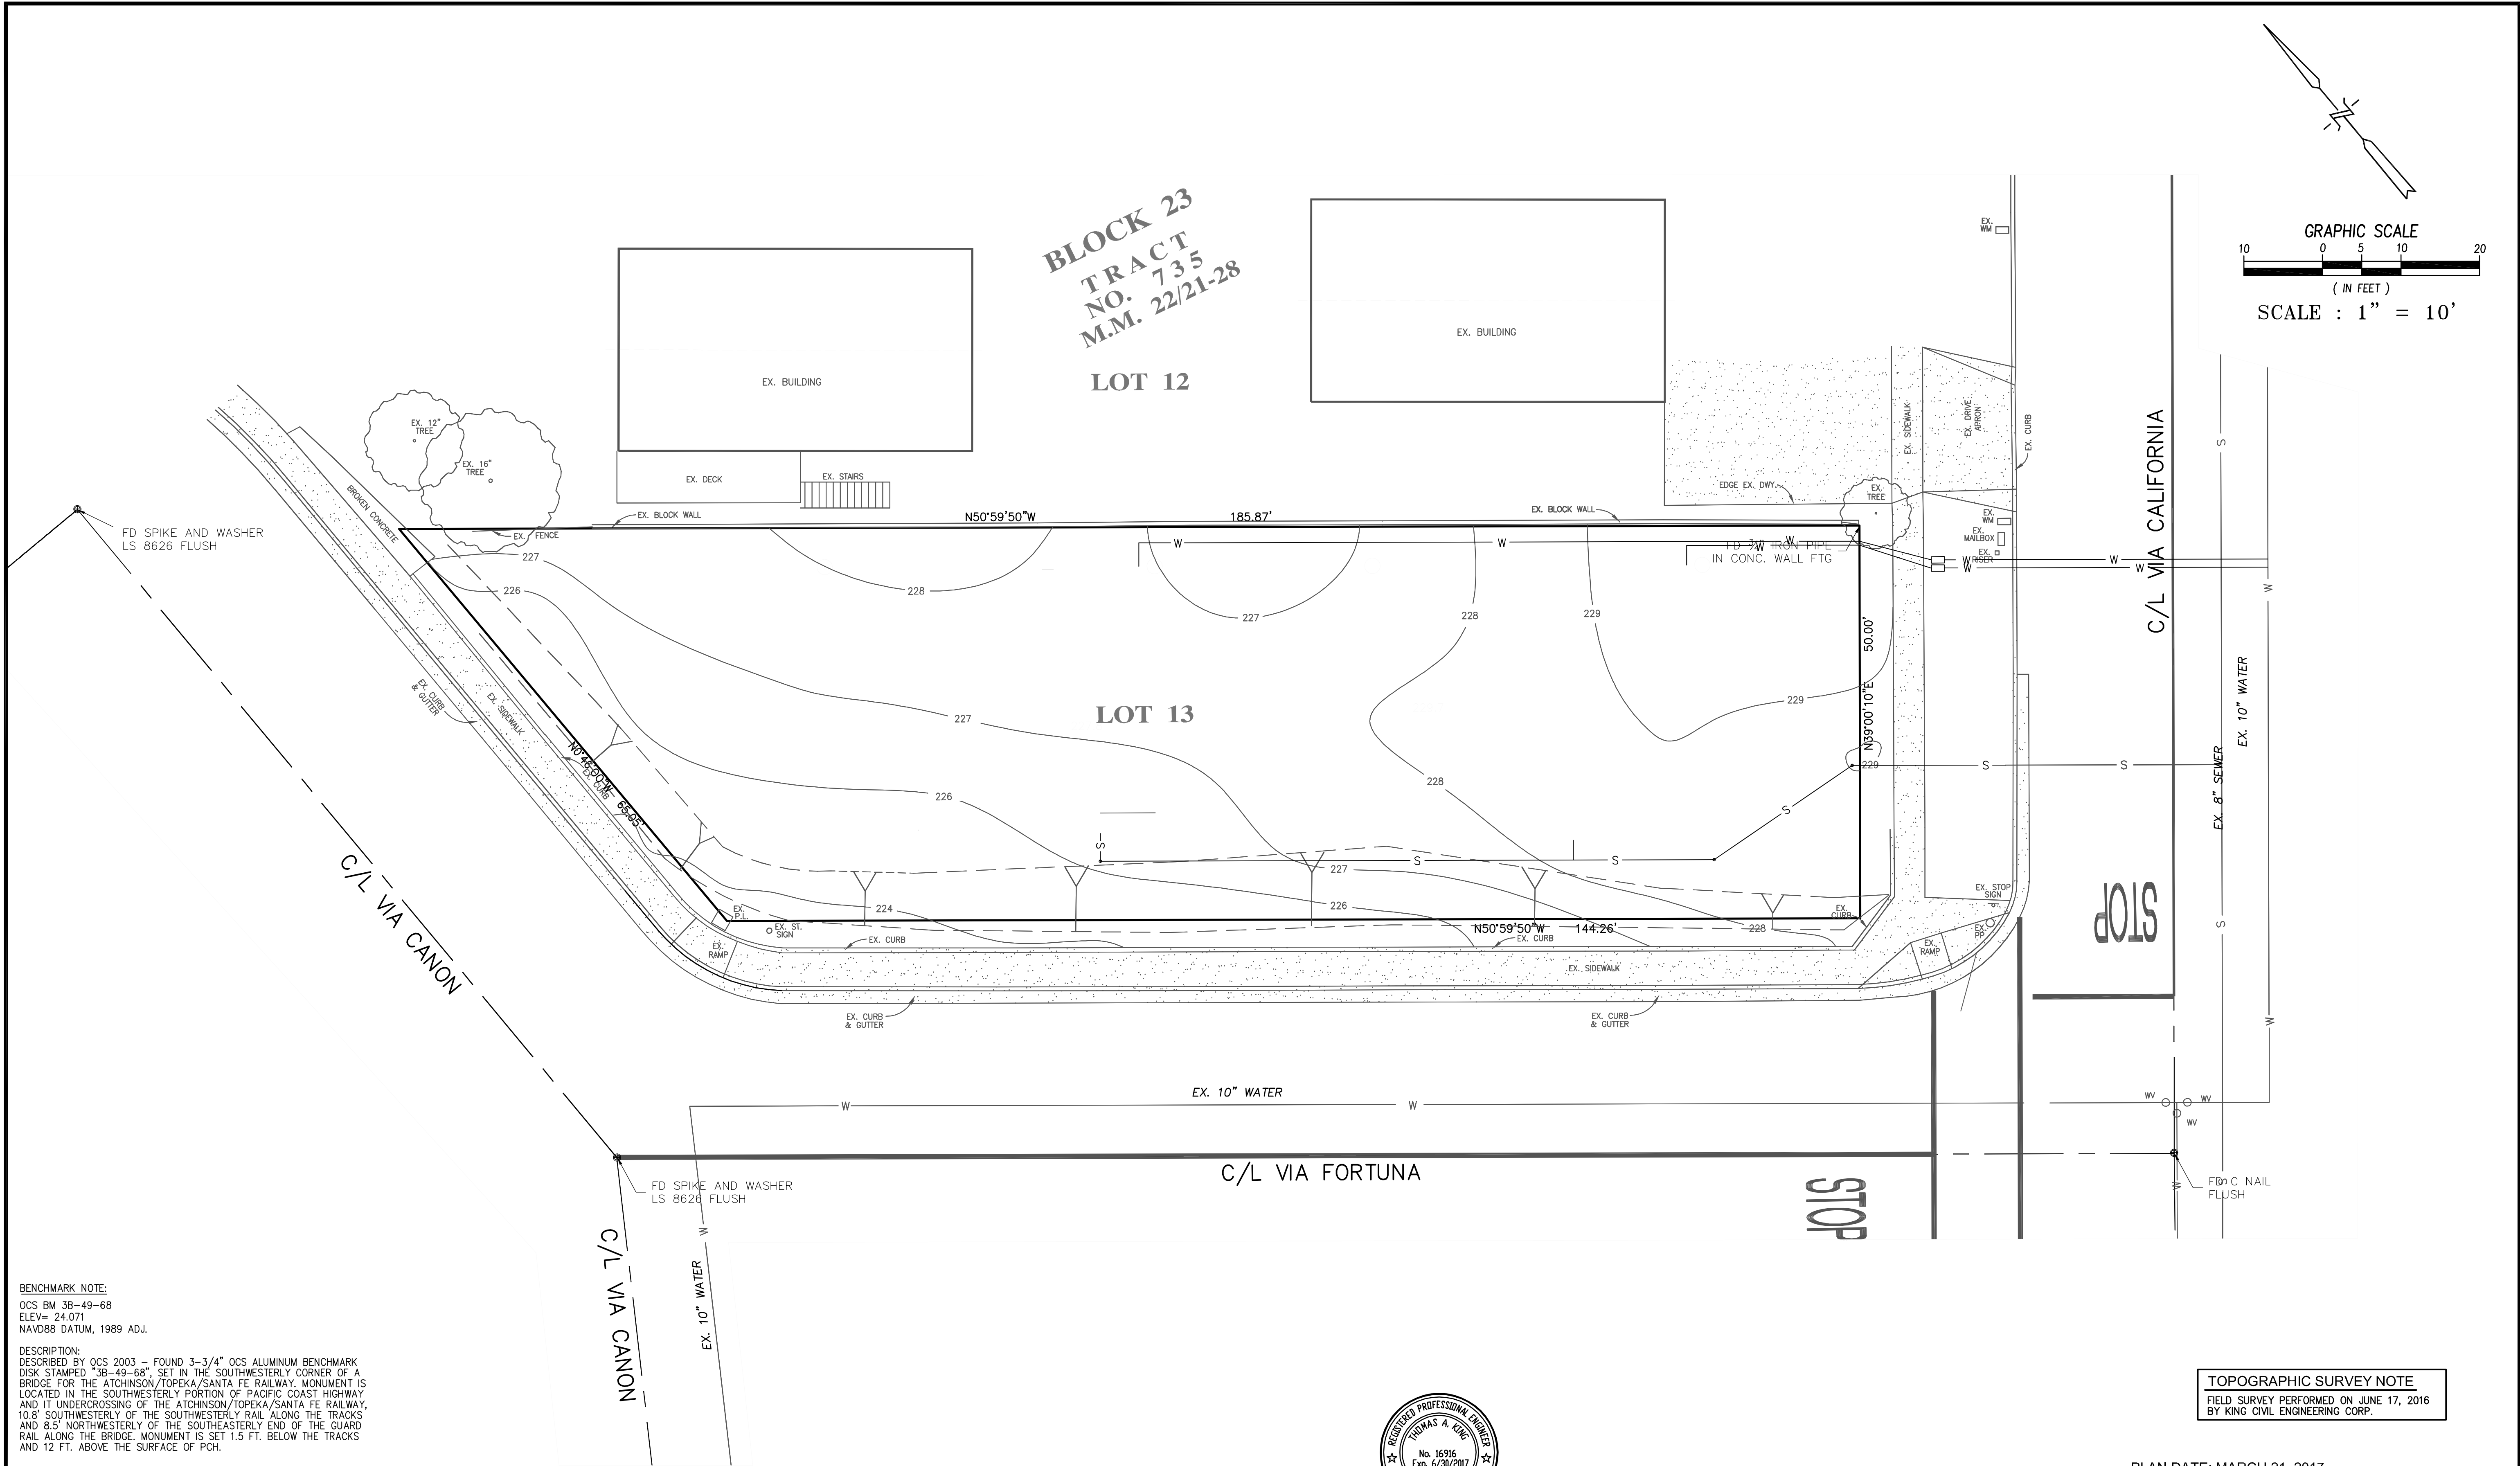 GRAPHIC SCALE
10 0 5 10 20
( IN FEET )
SCALE : 1" = 10'
BLOCK 23
TRACT
NO. 735
M.M. 22/21-28
LOT 12
EX. BUILDING
EX. BUILDING
EX.
WM
EX. 12"
TREE
EX. 16"
TREE
EX. DECK
EX. STAIRS
BROKEN CONCRETE
EX. BLOCK WALL
EX. FENCE
N50°59'50"W 185.87'
EX. BLOCK WALL
EDGE EX. DWY.
EX. SIDEWALK
EX. DRIVE
APRON
EX. CURB
EX.
TREE
EX.
WM
EX.
MAILBOX
EX.
RISER
C/L VIA CALIFORNIA
FD SPIKE AND WASHER
LS 8626 FLUSH
FD 3/4" IRON PIPE
IN CONC. WALL FTG
W
W
W
W
W
W
W
W
W
227
226
228
227
228
229
50.00'
N39°00'10"E
229
229
227
226
228
LOT 13
EX. CURB
& GUTTER
EX. SIDEWALK
N0°46'00"W 65.05'
EX. CURB
S
S
S
S
S
S
S
S
S
S
EX. 8" SEWER
EX. 10" WATER
W
227
226
224
228
EX.
P.L.
EX. ST.
SIGN
EX.
RAMP
EX. CURB
N50°59'50"W 144.26'
EX. CURB
EX.
CURB
EX. STOP
SIGN
EX.
PP
EX.
RAMP
STOP
EX. SIDEWALK
EX. CURB
& GUTTER
EX. CURB
& GUTTER
C/L VIA CANON
EX. 10" WATER
W
W
WV
WV
WV
C/L VIA FORTUNA
STOP
FD SPIKE AND WASHER
LS 8626 FLUSH
FD C NAIL
FLUSH
W
W
EX. 10" WATER
C/L VIA CANON
BENCHMARK NOTE:
OCS BM 3B-49-68
ELEV= 24.071
NAVD88 DATUM, 1989 ADJ.
DESCRIPTION:
DESCRIBED BY OCS 2003 - FOUND 3-3/4" OCS ALUMINUM BENCHMARK
DISK STAMPED "3B-49-68", SET IN THE SOUTHWESTERLY CORNER OF A
BRIDGE FOR THE ATCHINSON/TOPEKA/SANTA FE RAILWAY. MONUMENT IS
LOCATED IN THE SOUTHWESTERLY PORTION OF PACIFIC COAST HIGHWAY
AND IT UNDERCROSSING OF THE ATCHINSON/TOPEKA/SANTA FE RAILWAY,
10.8' SOUTHWESTERLY OF THE SOUTHWESTERLY RAIL ALONG THE TRACKS
AND 8.5' NORTHWESTERLY OF THE SOUTHEASTERLY END OF THE GUARD
RAIL ALONG THE BRIDGE. MONUMENT IS SET 1.5 FT. BELOW THE TRACKS
AND 12 FT. ABOVE THE SURFACE OF PCH.
REGISTERED PROFESSIONAL ENGINEER
THOMAS A. KING
No. 16916
Exp. 6/30/2017
TOPOGRAPHIC SURVEY NOTE
FIELD SURVEY PERFORMED ON JUNE 17, 2016
BY KING CIVIL ENGINEERING CORP.
PLAN DATE: MARCH 21, 2017